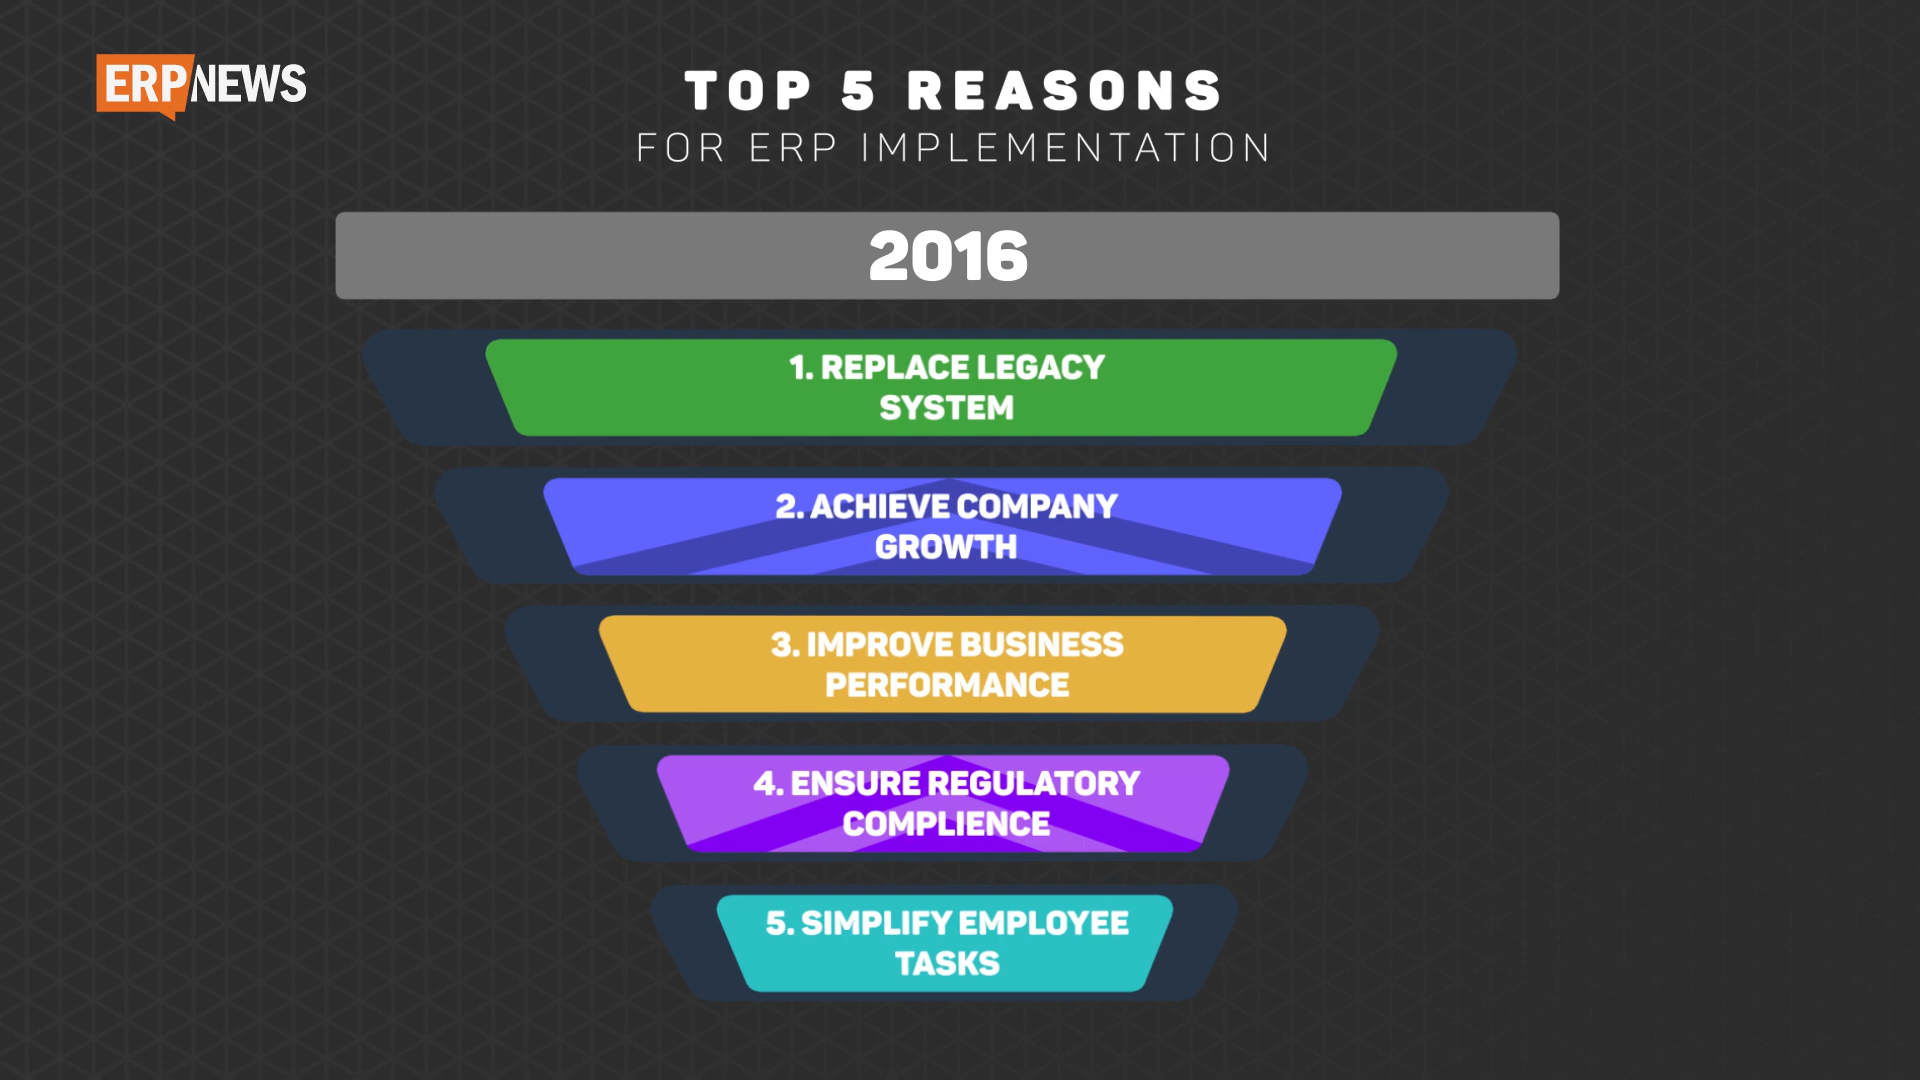 ERPNEWS
TOP 5 REASONS
FOR ERP IMPLEMENTATION
2016
1. REPLACE LEGACY
SYSTEM
2. ACHIEVE COMPANY
GROWTH
3. IMPROVE BUSINESS
PERFORMANCE
4. ENSURE REGULATORY
COMPLIENCE
5. SIMPLIFY EMPLOYEE
TASKS